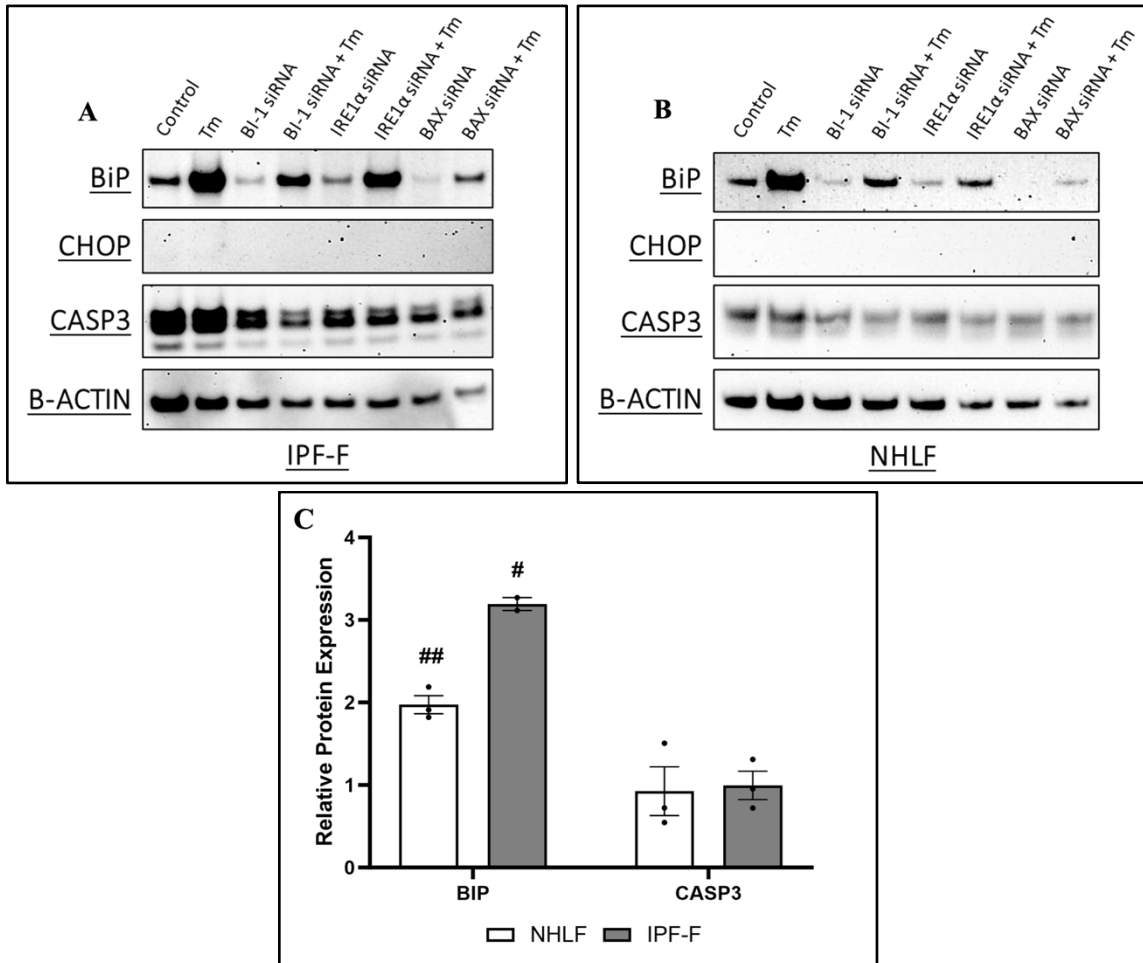 A
Control
Tm
BI-1 siRNA
BI-1 siRNA + Tm
IRE1α siRNA
IRE1α siRNA + Tm
BAX siRNA
BAX siRNA + Tm
BiP
CHOP
CASP3
B-ACTIN
IPF-F
B
Control
Tm
BI-1 siRNA
BI-1 siRNA + Tm
IRE1α siRNA
IRE1α siRNA + Tm
BAX siRNA
BAX siRNA + Tm
BiP
CHOP
CASP3
B-ACTIN
NHLF
C
Relative Protein Expression
4
3
2
1
0
##
#
BIP
CASP3
NHLF
IPF-F